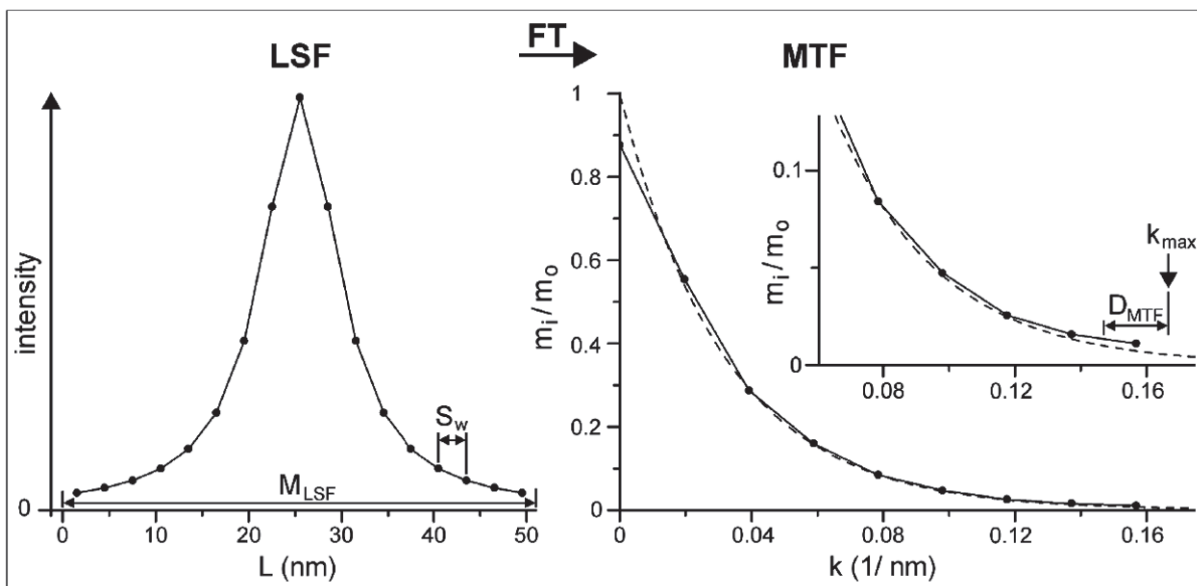 FT
LSF
MTF
intensity
0
S_w
M_LSF
0 10 20 30 40 50
L (nm)
m_i / m_o
1
0.8
0.6
0.4
0.2
0
0 0.04 0.08 0.12 0.16
k (1/ nm)
m_i / m_o
0.1
0
k_max
D_MTF
0.08 0.12 0.16